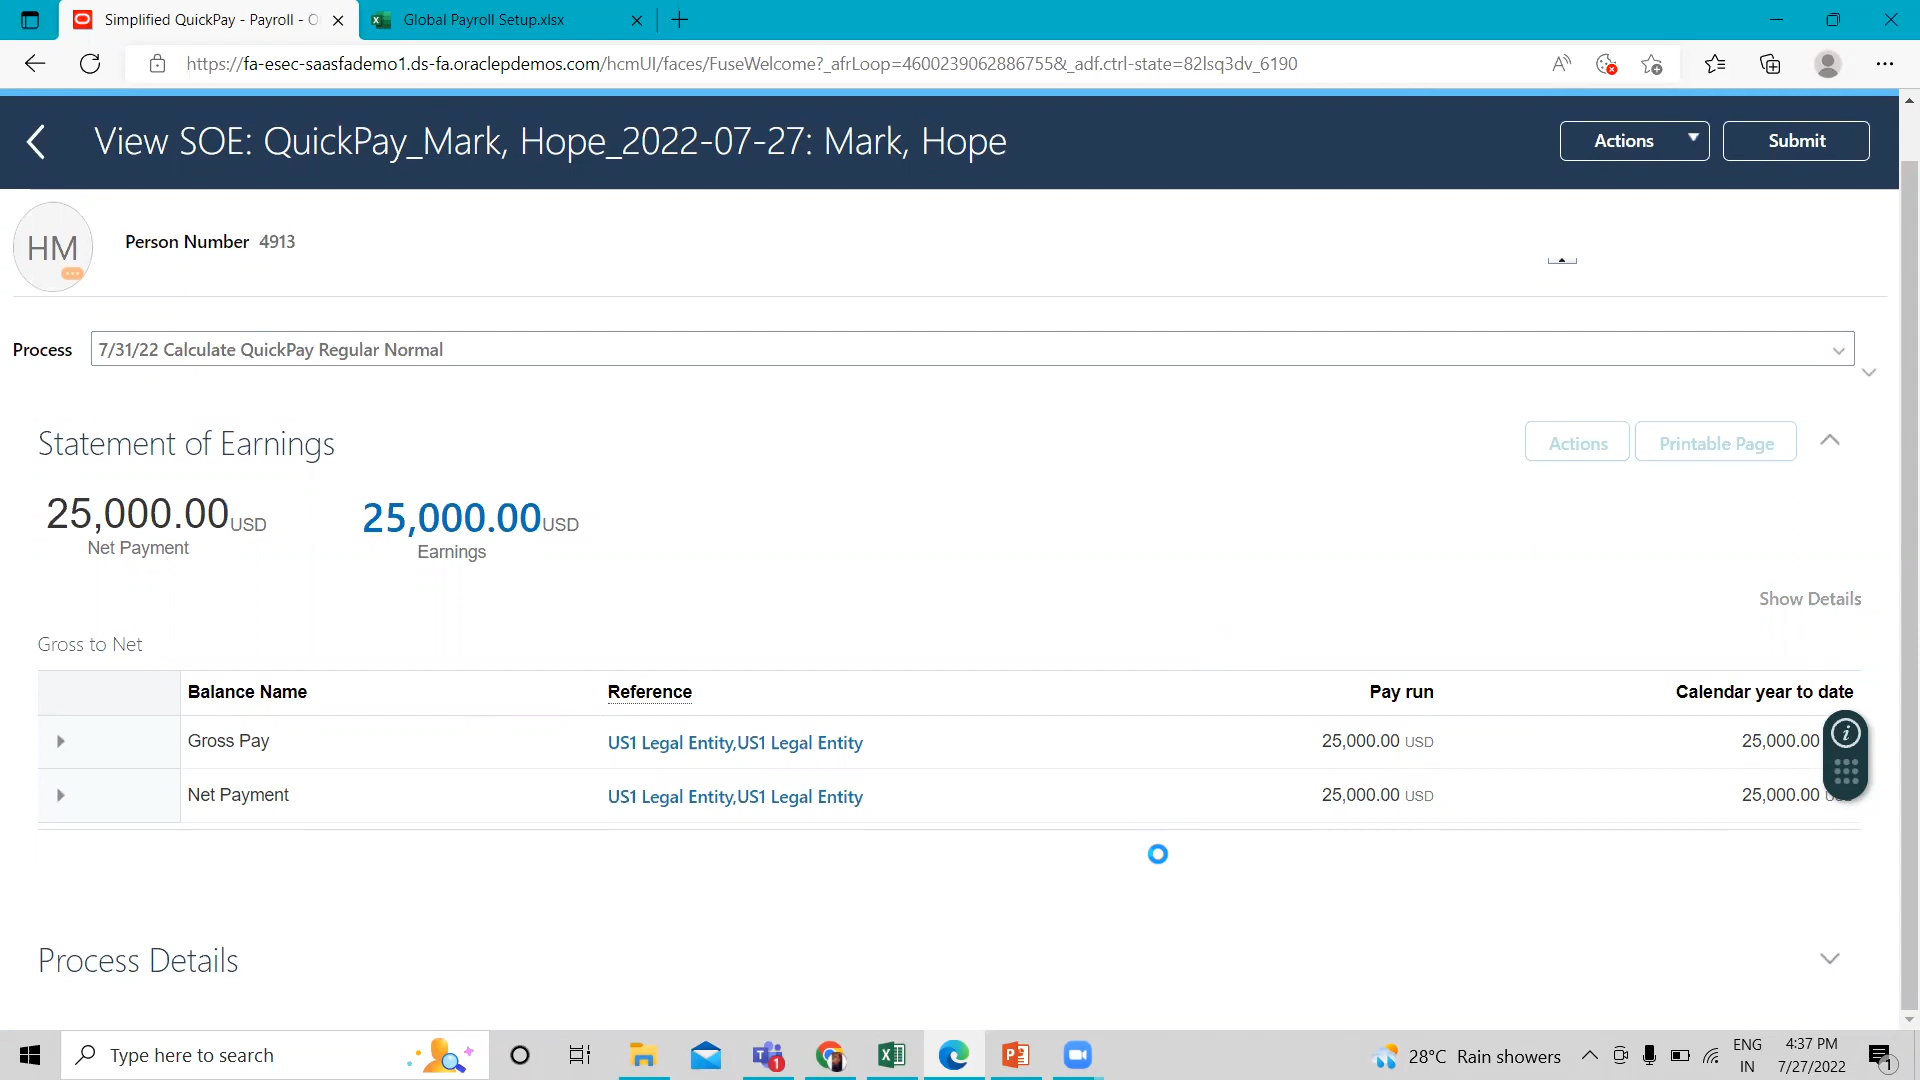 Simplified QuickPay - Payroll - O
Global Payroll Setup.xlsx
https://fa-esec-saasfademo1.ds-fa.oraclepdemos.com/hcmUI/faces/FuseWelcome?_afrLoop=4600239062886755&_adf.ctrl-state=82lsq3dv_6190
View SOE: QuickPay_Mark, Hope_2022-07-27: Mark, Hope
Actions
Submit
HM
Person Number 4913
Process 7/31/22 Calculate QuickPay Regular Normal
Statement of Earnings
Actions
Printable Page
25,000.00 USD
Net Payment
25,000.00 USD
Earnings
Show Details
Gross to Net
Balance Name Reference Pay run Calendar year to date
Gross Pay US1 Legal Entity,US1 Legal Entity 25,000.00 USD 25,000.00
Net Payment US1 Legal Entity,US1 Legal Entity 25,000.00 USD 25,000.00
Process Details
Type here to search
28°C Rain showers
ENG
IN
4:37 PM
7/27/2022